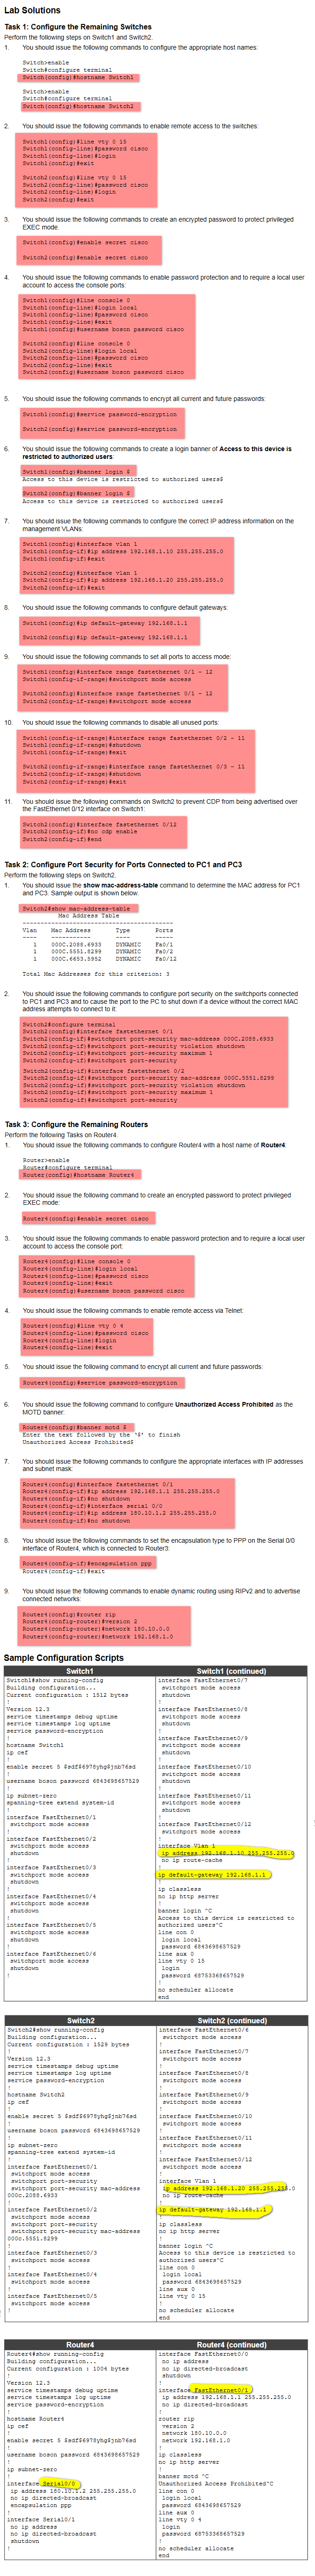 Lab Solutions
Task 1: Configure the Remaining Switches
Perform the following steps on Switch1 and Switch2.
1. You should issue the following commands to configure the appropriate host names:
Switch>enable
Switch#configure terminal
Switch(config)#hostname Switch1
Switch>enable
Switch#configure terminal
Switch(config)#hostname Switch2
2. You should issue the following commands to enable remote access to the switches:
Switch1(config)#line vty 0 15
Switch1(config-line)#password cisco
Switch1(config-line)#login
Switch1(config-line)#exit
Switch2(config)#line vty 0 15
Switch2(config-line)#password cisco
Switch2(config-line)#login
Switch2(config-line)#exit
3. You should issue the following commands to create an encrypted password to protect privileged
EXEC mode.
Switch1(config)#enable secret cisco
Switch2(config)#enable secret cisco
4. You should issue the following commands to enable password protection and to require a local user
account to access the console ports:
Switch1(config)#line console 0
Switch1(config-line)#login local
Switch1(config-line)#password cisco
Switch1(config-line)#exit
Switch1(config)#username boson password cisco
Switch2(config)#line console 0
Switch2(config-line)#login local
Switch2(config-line)#password cisco
Switch2(config-line)#exit
Switch2(config)#username boson password cisco
5. You should issue the following commands to encrypt all current and future passwords:
Switch1(config)#service password-encryption
Switch2(config)#service password-encryption
6. You should issue the following commands to create a login banner of Access to this device is
restricted to authorized users:
Switch1(config)#banner login $
Access to this device is restricted to authorized users$
Switch2(config)#banner login $
Access to this device is restricted to authorized users$
7. You should issue the following commands to configure the correct IP address information on the
management VLANs:
Switch1(config)#interface vlan 1
Switch1(config-if)#ip address 192.168.1.10 255.255.255.0
Switch1(config-if)#exit
Switch2(config)#interface vlan 1
Switch2(config-if)#ip address 192.168.1.20 255.255.255.0
Switch2(config-if)#exit
8. You should issue the following commands to configure default gateways:
Switch1(config)#ip default-gateway 192.168.1.1
Switch2(config)#ip default-gateway 192.168.1.1
9. You should issue the following commands to set all ports to access mode:
Switch1(config)#interface range fastethernet 0/1 - 12
Switch1(config-if-range)#switchport mode access
Switch2(config)#interface range fastethernet 0/1 - 12
Switch2(config-if-range)#switchport mode access
10. You should issue the following commands to disable all unused ports:
Switch1(config-if-range)#interface range fastethernet 0/2 - 11
Switch1(config-if-range)#shutdown
Switch1(config-if-range)#exit
Switch2(config-if-range)#interface range fastethernet 0/3 - 11
Switch2(config-if-range)#shutdown
Switch2(config-if-range)#exit
11. You should issue the following commands on Switch2 to prevent CDP from being advertised over
the FastEthernet 0/12 interface on Switch1:
Switch2(config)#interface fastethernet 0/12
Switch2(config-if)#no cdp enable
Switch2(config-if)#end
Task 2: Configure Port Security for Ports Connected to PC1 and PC3
Perform the following steps on Switch2.
1. You should issue the show mac-address-table command to determine the MAC address for PC1
and PC3. Sample output is shown below.
Switch2#show mac-address-table
Mac Address Table
Vlan Mac Address Type Ports
1 000C.2088.6933 DYNAMIC Fa0/1
1 000C.5551.8299 DYNAMIC Fa0/2
1 000C.6653.5952 DYNAMIC Fa0/12
Total Mac Addresses for this criterion: 3
2. You should issue the following commands to configure port security on the switchports connected
to PC1 and PC3 and to cause the port to the PC to shut down if a device without the correct MAC
address attempts to connect to it:
Switch2#configure terminal
Switch2(config)#interface fastethernet 0/1
Switch2(config-if)#switchport port-security mac-address 000C.2088.6933
Switch2(config-if)#switchport port-security violation shutdown
Switch2(config-if)#switchport port-security maximum 1
Switch2(config-if)#switchport port-security
Switch2(config-if)#interface fastethernet 0/2
Switch2(config-if)#switchport port-security mac-address 000C.5551.8299
Switch2(config-if)#switchport port-security violation shutdown
Switch2(config-if)#switchport port-security maximum 1
Switch2(config-if)#switchport port-security
Task 3: Configure the Remaining Routers
Perform the following Tasks on Router4.
1. You should issue the following commands to configure Router4 with a host name of Router4:
Router>enable
Router#configure terminal
Router(config)#hostname Router4
2. You should issue the following command to create an encrypted password to protect privileged
EXEC mode:
Router4(config)#enable secret cisco
3. You should issue the following commands to enable password protection and to require a local user
account to access the console port:
Router4(config)#line console 0
Router4(config-line)#login local
Router4(config-line)#password cisco
Router4(config-line)#exit
Router4(config)#username boson password cisco
4. You should issue the following commands to enable remote access via Telnet:
Router4(config)#line vty 0 4
Router4(config-line)#password cisco
Router4(config-line)#login
Router4(config-line)#exit
5. You should issue the following command to encrypt all current and future passwords:
Router4(config)#service password-encryption
6. You should issue the following command to configure Unauthorized Access Prohibited as the
MOTD banner:
Router4(config)#banner motd $
Enter the text followed by the '$' to finish
Unauthorized Access Prohibited$
7. You should issue the following commands to configure the appropriate interfaces with IP addresses
and subnet mask:
Router4(config)#interface fastethernet 0/1
Router4(config-if)#ip address 192.168.1.1 255.255.255.0
Router4(config-if)#no shutdown
Router4(config-if)#interface serial 0/0
Router4(config-if)#ip address 180.10.1.2 255.255.255.0
Router4(config-if)#no shutdown
8. You should issue the following commands to set the encapsulation type to PPP on the Serial 0/0
interface of Router4, which is connected to Router3:
Router4(config-if)#encapsulation ppp
Router4(config-if)#exit
9. You should issue the following commands to enable dynamic routing using RIPv2 and to advertise
connected networks:
Router4(config)#router rip
Router4(config-router)#version 2
Router4(config-router)#network 180.10.0.0
Router4(config-router)#network 192.168.1.0
Sample Configuration Scripts
Switch1
Switch1#show running-config
Building configuration...
Current configuration : 1512 bytes
!
Version 12.3
service timestamps debug uptime
service timestamps log uptime
service password-encryption
!
hostname Switch1
ip cef
!
enable secret 5 $sdf$6978yhg$jnb76sd
!
username boson password 6843698657529
!
ip subnet-zero
spanning-tree extend system-id
!
interface FastEthernet0/1
switchport mode access
!
interface FastEthernet0/2
switchport mode access
shutdown
!
interface FastEthernet0/3
switchport mode access
shutdown
!
interface FastEthernet0/4
switchport mode access
shutdown
!
interface FastEthernet0/5
switchport mode access
shutdown
!
interface FastEthernet0/6
switchport mode access
shutdown
!
Switch1 (continued)
interface FastEthernet0/7
switchport mode access
shutdown
!
interface FastEthernet0/8
switchport mode access
shutdown
!
interface FastEthernet0/9
switchport mode access
shutdown
!
interface FastEthernet0/10
switchport mode access
shutdown
!
interface FastEthernet0/11
switchport mode access
shutdown
!
interface FastEthernet0/12
switchport mode access
!
interface Vlan 1
ip address 192.168.1.10 255.255.255.0
no ip route-cache
!
ip default-gateway 192.168.1.1
!
ip classless
no ip http server
!
banner login ^C
Access to this device is restricted to
authorized users^C
line con 0
login local
password 6843698657529
line aux 0
line vty 0 15
login
password 68753368657529
!
no scheduler allocate
end
Switch2
Switch2#show running-config
Building configuration...
Current configuration : 1529 bytes
!
Version 12.3
service timestamps debug uptime
service timestamps log uptime
service password-encryption
!
hostname Switch2
ip cef
!
enable secret 5 $sdf$6978yhg$jnb76sd
!
username boson password 6843698657529
!
ip subnet-zero
spanning-tree extend system-id
!
interface FastEthernet0/1
switchport mode access
switchport port-security
switchport port-security mac-address
000c.2088.6933
!
interface FastEthernet0/2
switchport mode access
switchport port-security
switchport port-security mac-address
000c.5551.8299
!
interface FastEthernet0/3
switchport mode access
!
interface FastEthernet0/4
switchport mode access
!
interface FastEthernet0/5
switchport mode access
!
Switch2 (continued)
interface FastEthernet0/6
switchport mode access
!
interface FastEthernet0/7
switchport mode access
!
interface FastEthernet0/8
switchport mode access
!
interface FastEthernet0/9
switchport mode access
!
interface FastEthernet0/10
switchport mode access
!
interface FastEthernet0/11
switchport mode access
!
interface FastEthernet0/12
switchport mode access
!
interface Vlan 1
ip address 192.168.1.20 255.255.255.0
no ip route-cache
!
ip default-gateway 192.168.1.1
!
ip classless
no ip http server
!
banner login ^C
Access to this device is restricted to
authorized users^C
line con 0
login local
password 6843698657529
line aux 0
line vty 0 15
!
no scheduler allocate
end
Router4
Router4#show running-config
Building configuration...
Current configuration : 1004 bytes
!
Version 12.3
service timestamps debug uptime
service timestamps log uptime
service password-encryption
!
hostname Router4
ip cef
!
enable secret 5 $sdf$6978yhg$jnb76sd
!
username boson password 6843698657529
!
ip subnet-zero
!
interface Serial0/0
ip address 180.10.1.2 255.255.255.0
no ip directed-broadcast
encapsulation ppp
!
interface Serial0/1
no ip address
no ip directed-broadcast
shutdown
!
Router4 (continued)
interface FastEthernet0/0
no ip address
no ip directed-broadcast
shutdown
!
interface FastEthernet0/1
ip address 192.168.1.1 255.255.255.0
no ip directed-broadcast
!
router rip
version 2
network 180.10.0.0
network 192.168.1.0
!
ip classless
no ip http server
!
banner motd ^C
Unauthorized Access Prohibited^C
line con 0
login local
password 6843698657529
line aux 0
line vty 0 4
login
password 68753368657529
!
no scheduler allocate
end